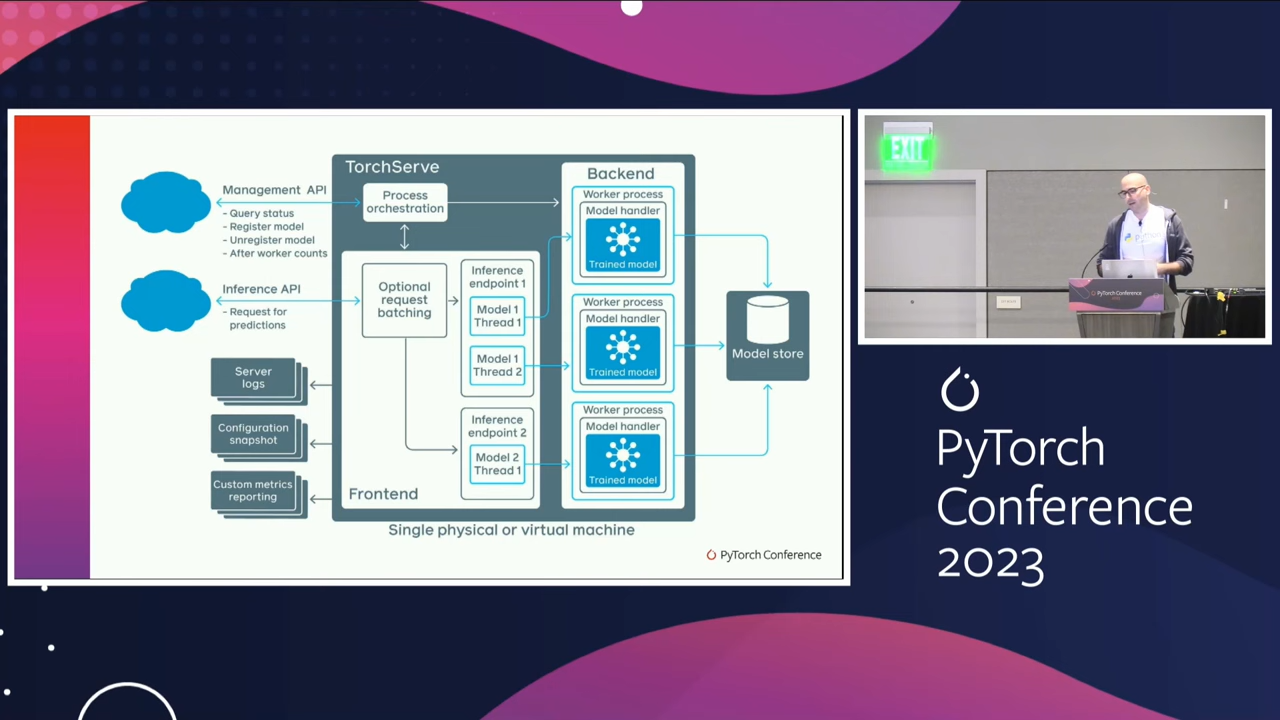 TorchServe
Management API
- Query status
- Register model
- Unregister model
- After worker counts
Inference API
- Request for
predictions
Process
orchestration
Optional
request
batching
Inference
endpoint 1
Model 1
Thread 1
Model 1
Thread 2
Inference
endpoint 2
Model 2
Thread 1
Frontend
Backend
Worker process
Model handler
Trained model
Worker process
Model handler
Trained model
Worker process
Model handler
Trained model
Model store
Server
logs
Configuration
snapshot
Custom metrics
reporting
Single physical or virtual machine
PyTorch Conference
EXIT
PyTorch Conference
PyTorch
Conference
2023